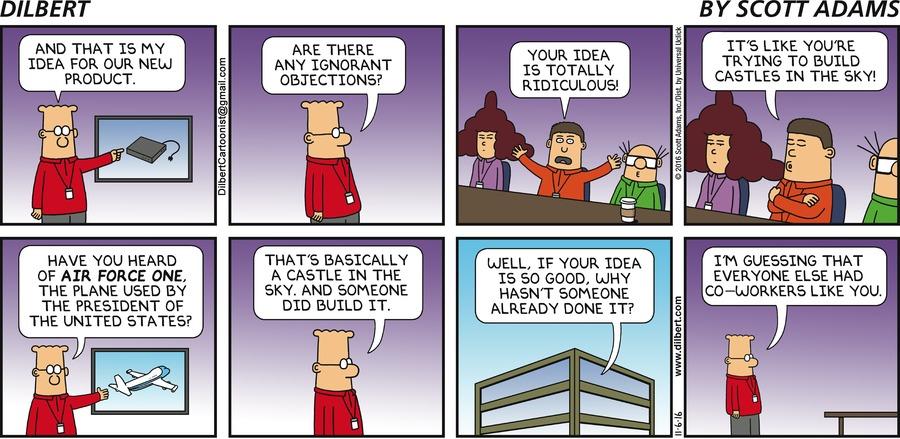 DILBERT
BY SCOTT ADAMS
AND THAT IS MY
IDEA FOR OUR NEW
PRODUCT.
DilbertCartoonist@gmail.com
ARE THERE
ANY IGNORANT
OBJECTIONS?
YOUR IDEA
IS TOTALLY
RIDICULOUS!
© 2016 Scott Adams, Inc./Dist. by Universal Uclick
IT'S LIKE YOU'RE
TRYING TO BUILD
CASTLES IN THE SKY!
HAVE YOU HEARD
OF AIR FORCE ONE,
THE PLANE USED BY
THE PRESIDENT OF
THE UNITED STATES?
THAT'S BASICALLY
A CASTLE IN THE
SKY. AND SOMEONE
DID BUILD IT.
WELL, IF YOUR IDEA
IS SO GOOD, WHY
HASN'T SOMEONE
ALREADY DONE IT?
11-6-16
www.dilbert.com
I'M GUESSING THAT
EVERYONE ELSE HAD
CO-WORKERS LIKE YOU.